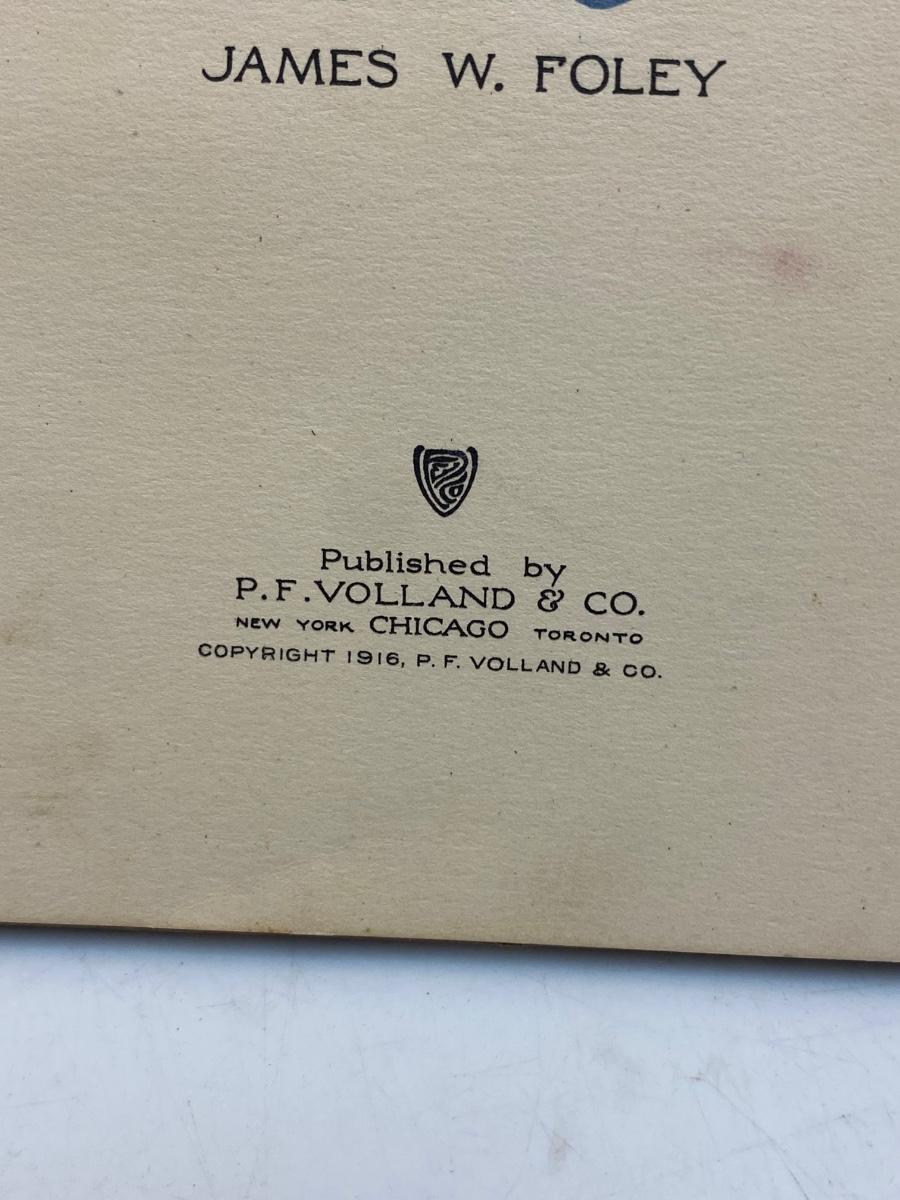 JAMES W. FOLEY
Published by
P. F. VOLLAND & CO.
NEW YORK CHICAGO TORONTO
COPYRIGHT 1916, P. F. VOLLAND & CO.